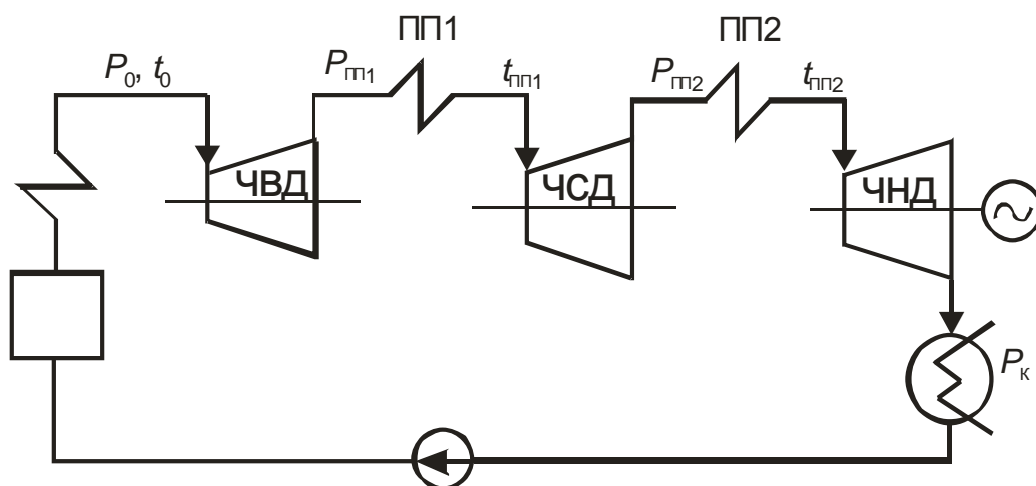 ПП1
ПП2
P₀, t₀
Pпп1
tпп1
Pпп2
tпп2
ЧВД
ЧСД
ЧНД
Pк